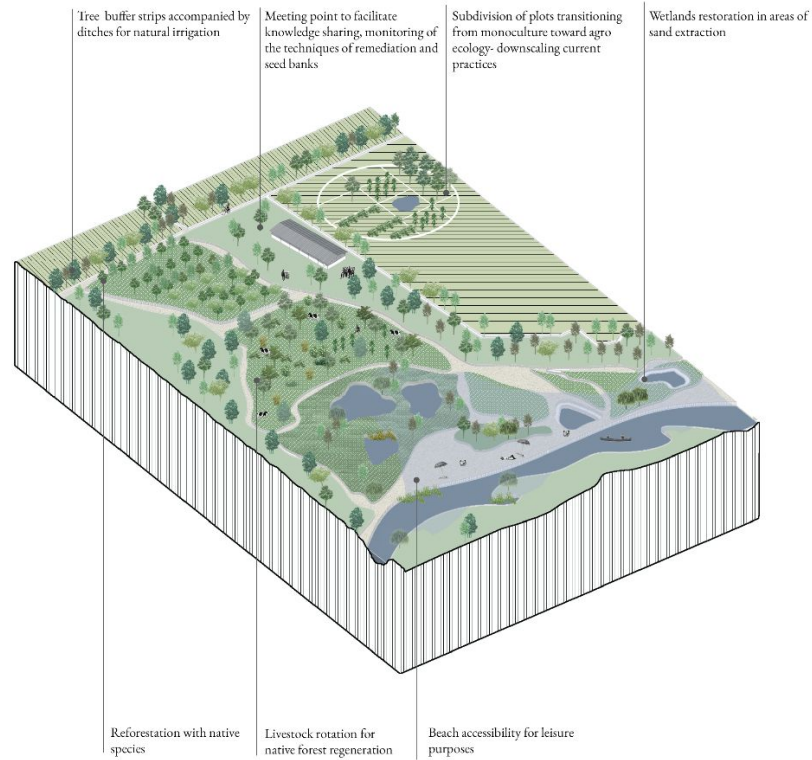 Tree buffer strips accompanied by
ditches for natural irrigation
Meeting point to facilitate
knowledge sharing, monitoring of
the techniques of remediation and
seed banks
Subdivision of plots transitioning
from monoculture toward agro
ecology- downscaling current
practices
Wetlands restoration in areas of
sand extraction
Reforestation with native
species
Livestock rotation for
native forest regeneration
Beach accessibility for leisure
purposes